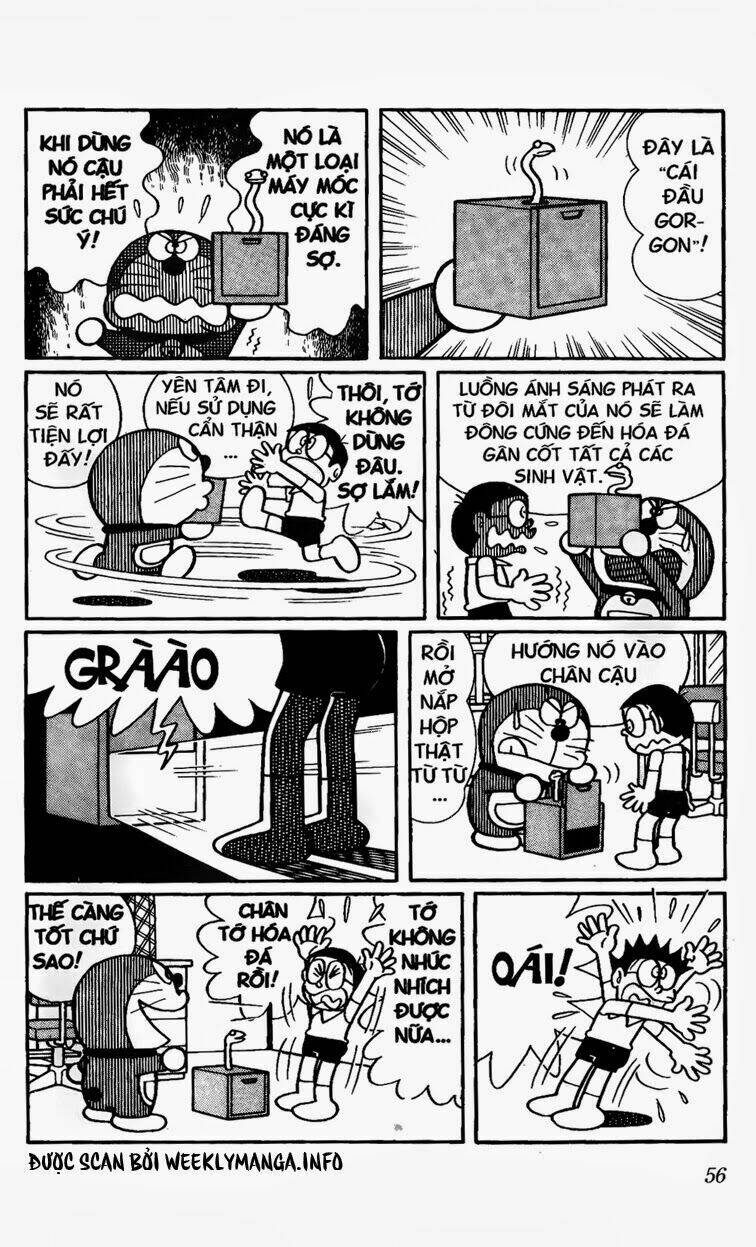 ĐÂY LÀ
"CÁI
ĐẦU
GOR-
GON"!
NÓ LÀ
MỘT LOẠI
MÁY MÓC
CỰC KÌ
ĐÁNG
SỢ.
KHI DÙNG
NÓ CẬU
PHẢI HẾT
SỨC CHÚ
Ý!
LUỒNG ÁNH SÁNG PHÁT RA
TỪ ĐÔI MẮT CỦA NÓ SẼ LÀM
ĐÔNG CỨNG ĐẾN HÓA ĐÁ
GÂN CỐT TẤT CẢ CÁC
SINH VẬT.
THÔI, TỚ
KHÔNG
DÙNG
ĐÂU.
SỢ LẮM!
YÊN TÂM ĐI,
NẾU SỬ DỤNG
CẨN THẬN
...
NÓ
SẼ RẤT
TIỆN LỢI
ĐẤY!
HƯỚNG NÓ VÀO
CHÂN CẬU
RỒI
MỞ
NẮP
HỘP
THẬT
TỪ TỪ
...
GRÀÀO
OÁI!
TỚ
KHÔNG
NHÚC
NHÍCH
ĐƯỢC
NỮA...
CHÂN
TỚ HÓA
ĐÁ
RỒI!
THẾ CÀNG
TỐT CHỨ
SAO!
ĐƯỢC SCAN BỞI WEEKLYMANGA.INFO
56